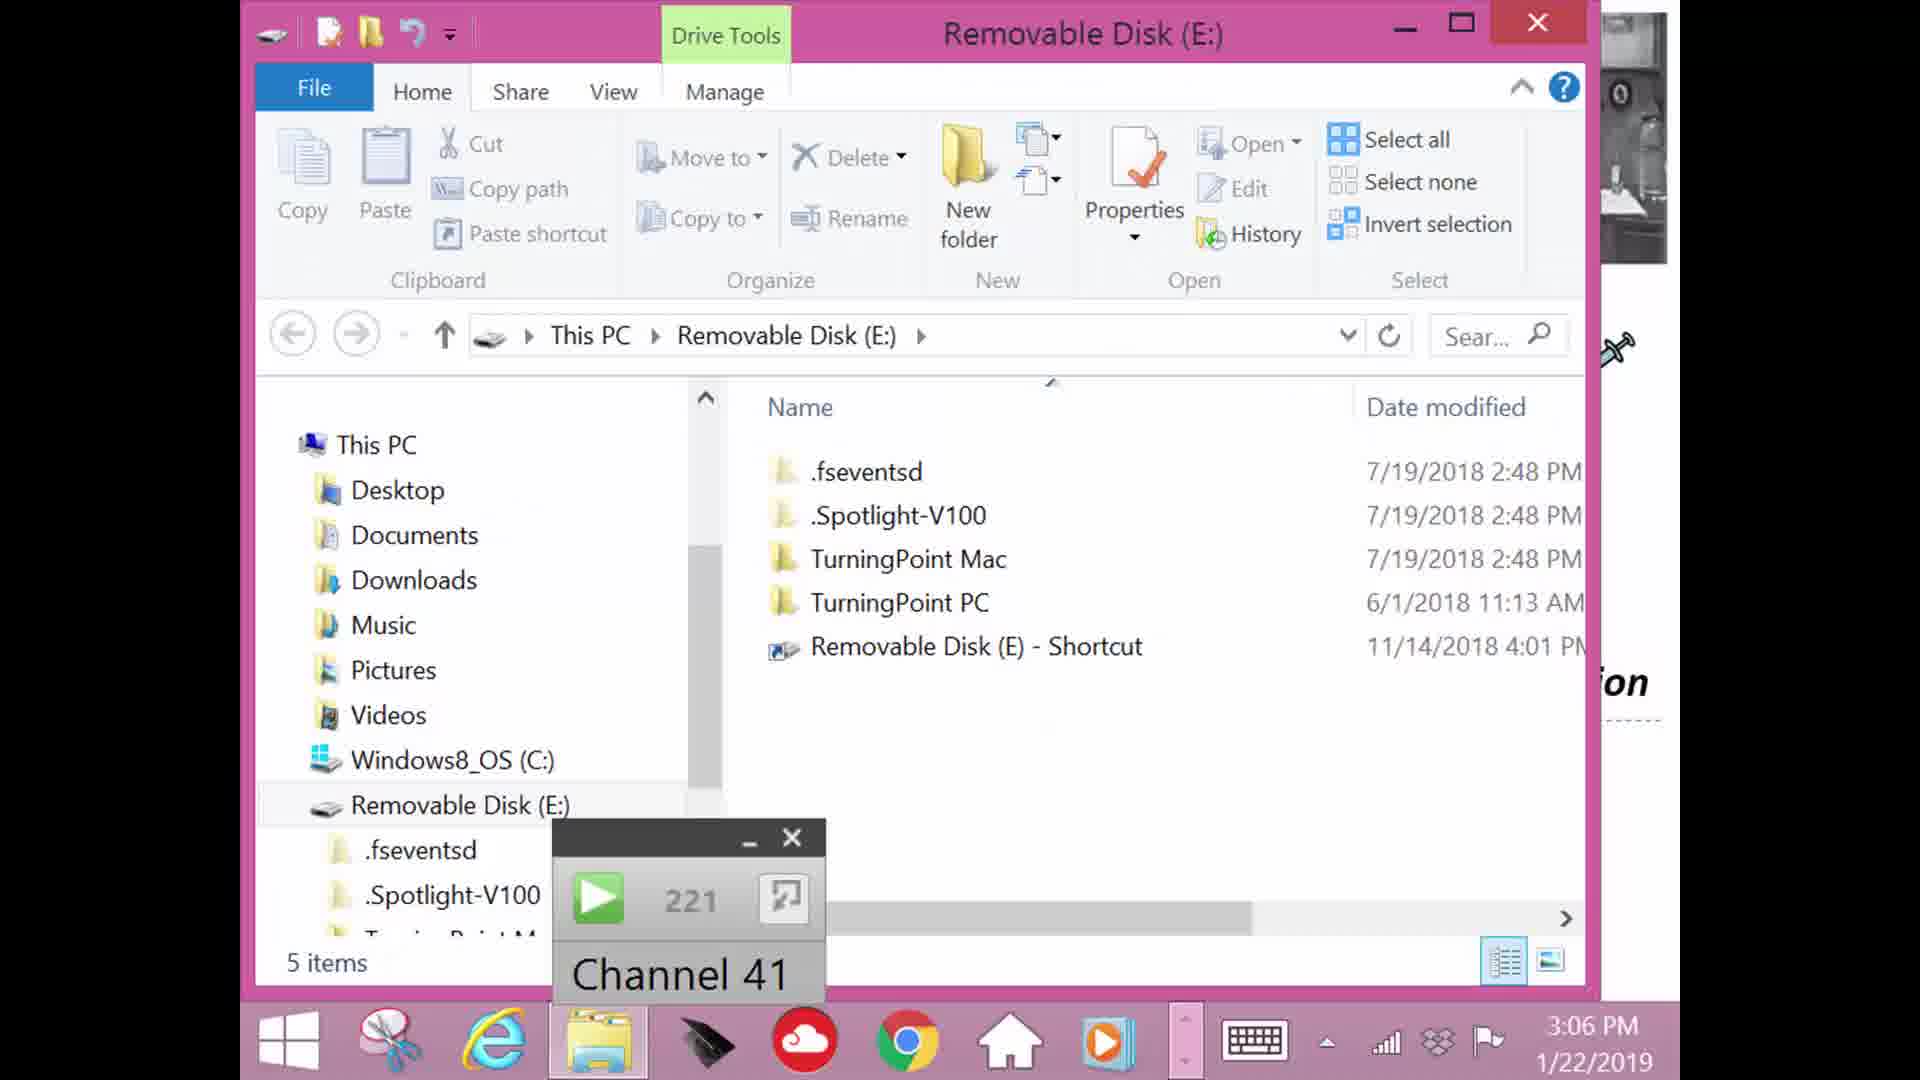 Drive Tools
Removable Disk (E:)
File
Home
Share
View
Manage
Copy
Paste
Cut
Copy path
Paste shortcut
Clipboard
Move to
Copy to
Delete
Rename
Organize
New
folder
New
Properties
Open
Edit
History
Open
Select all
Select none
Invert selection
Select
This PC
Removable Disk (E:)
Sear...
Name
Date modified
This PC
Desktop
Documents
Downloads
Music
Pictures
Videos
Windows8_OS (C:)
Removable Disk (E:)
.fseventsd
.Spotlight-V100
.fseventsd 7/19/2018 2:48 PM
.Spotlight-V100 7/19/2018 2:48 PM
TurningPoint Mac 7/19/2018 2:48 PM
TurningPoint PC 6/1/2018 11:13 AM
Removable Disk (E) - Shortcut 11/14/2018 4:01 PM
ion
5 items
221
Channel 41
3:06 PM
1/22/2019